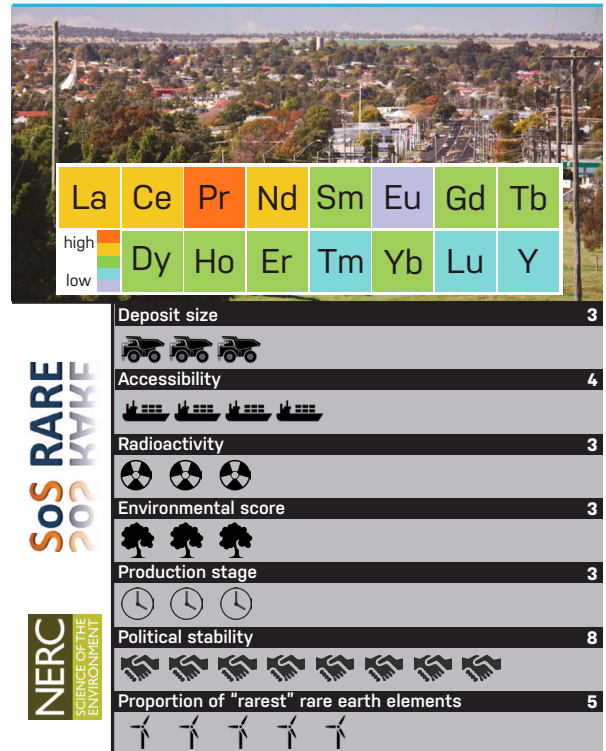 La Ce Pr Nd Sm Eu Gd Tb
high
low
Dy Ho Er Tm Yb Lu Y
Deposit size 3
Accessibility 4
Radioactivity 3
Environmental score 3
Production stage 3
Political stability 8
Proportion of “rarest” rare earth elements 5
SoS RARE
NERC
SCIENCE OF THE
ENVIRONMENT